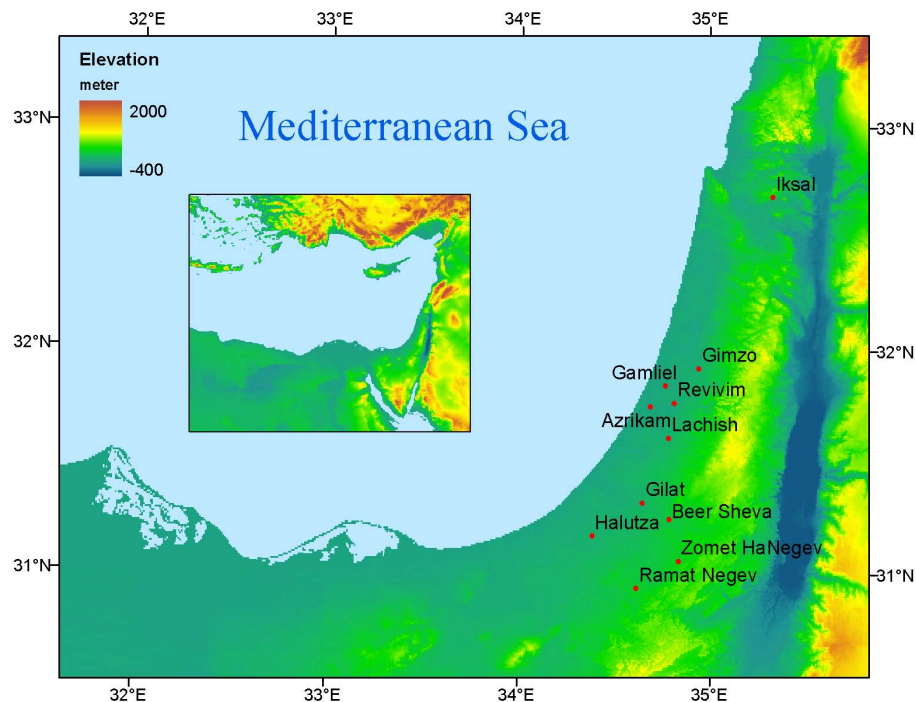 32°E 33°E 34°E 35°E
Elevation
meter
2000
-400
Mediterranean Sea
33°N 33°N
Iksal
32°N 32°N
Gimzo
Gamliel
Revivim
Azrikam
Lachish
Gilat
Beer Sheva
Halutza
Zomet HaNegev
31°N 31°N
Ramat Negev
32°E 33°E 34°E 35°E